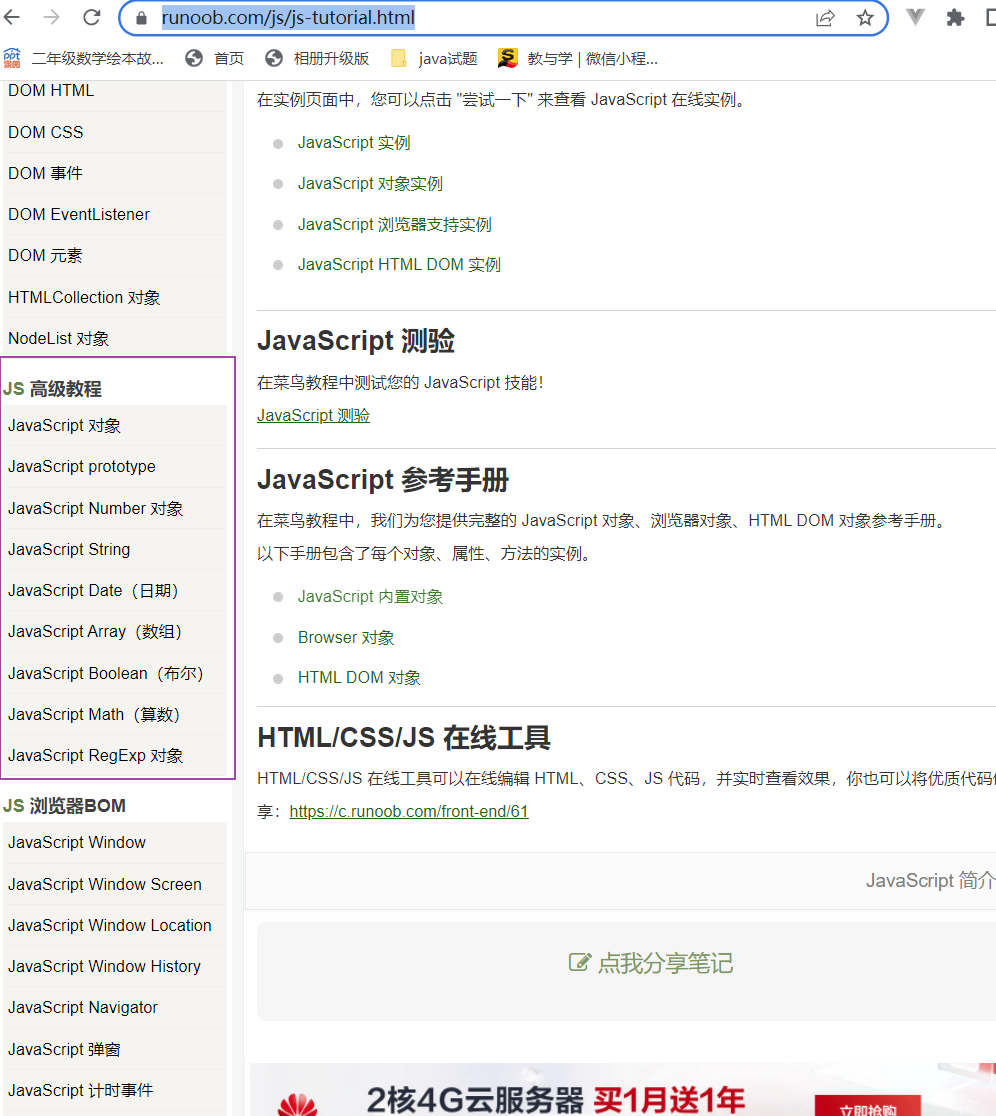 runoob.com/js/js-tutorial.html
二年级数学绘本故... 首页 相册升级版 java试题 教与学 | 微信小程...
DOM HTML
DOM CSS
DOM 事件
DOM EventListener
DOM 元素
HTMLCollection 对象
NodeList 对象
JS 高级教程
JavaScript 对象
JavaScript prototype
JavaScript Number 对象
JavaScript String
JavaScript Date（日期）
JavaScript Array（数组）
JavaScript Boolean（布尔）
JavaScript Math（算数）
JavaScript RegExp 对象
JS 浏览器BOM
JavaScript Window
JavaScript Window Screen
JavaScript Window Location
JavaScript Window History
JavaScript Navigator
JavaScript 弹窗
JavaScript 计时事件
在实例页面中，您可以点击 "尝试一下" 来查看 JavaScript 在线实例。
JavaScript 实例
JavaScript 对象实例
JavaScript 浏览器支持实例
JavaScript HTML DOM 实例
JavaScript 测验
在菜鸟教程中测试您的 JavaScript 技能！
JavaScript 测验
JavaScript 参考手册
在菜鸟教程中，我们为您提供完整的 JavaScript 对象、浏览器对象、HTML DOM 对象参考手册。
以下手册包含了每个对象、属性、方法的实例。
JavaScript 内置对象
Browser 对象
HTML DOM 对象
HTML/CSS/JS 在线工具
HTML/CSS/JS 在线工具可以在线编辑 HTML、CSS、JS 代码，并实时查看效果，你也可以将优质代码
享：https://c.runoob.com/front-end/61
JavaScript 简介
点我分享笔记
2核4G云服务器 买1月送1年
立即抢购